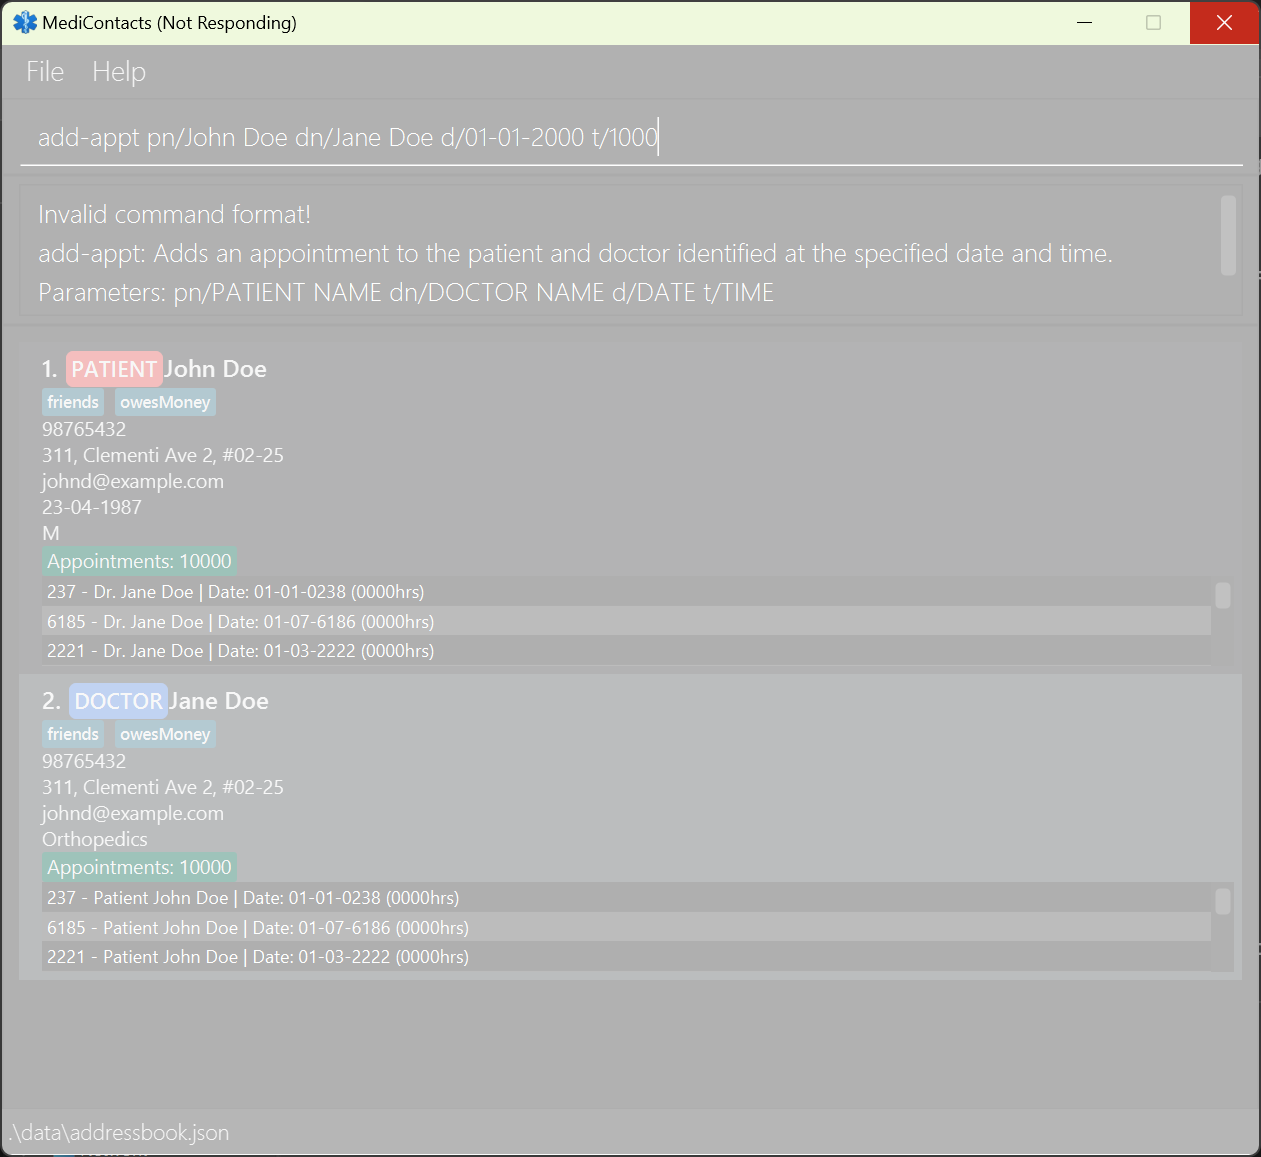 MediContacts (Not Responding)
File Help
add-appt pn/John Doe dn/Jane Doe d/01-01-2000 t/1000
Invalid command format!
add-appt: Adds an appointment to the patient and doctor identified at the specified date and time.
Parameters: pn/PATIENT NAME dn/DOCTOR NAME d/DATE t/TIME
1. PATIENT John Doe
friends owesMoney
98765432
311, Clementi Ave 2, #02-25
johnd@example.com
23-04-1987
M
Appointments: 10000
237 - Dr. Jane Doe | Date: 01-01-0238 (0000hrs)
6185 - Dr. Jane Doe | Date: 01-07-6186 (0000hrs)
2221 - Dr. Jane Doe | Date: 01-03-2222 (0000hrs)
2. DOCTOR Jane Doe
friends owesMoney
98765432
311, Clementi Ave 2, #02-25
johnd@example.com
Orthopedics
Appointments: 10000
237 - Patient John Doe | Date: 01-01-0238 (0000hrs)
6185 - Patient John Doe | Date: 01-07-6186 (0000hrs)
2221 - Patient John Doe | Date: 01-03-2222 (0000hrs)
.\data\addressbook.json